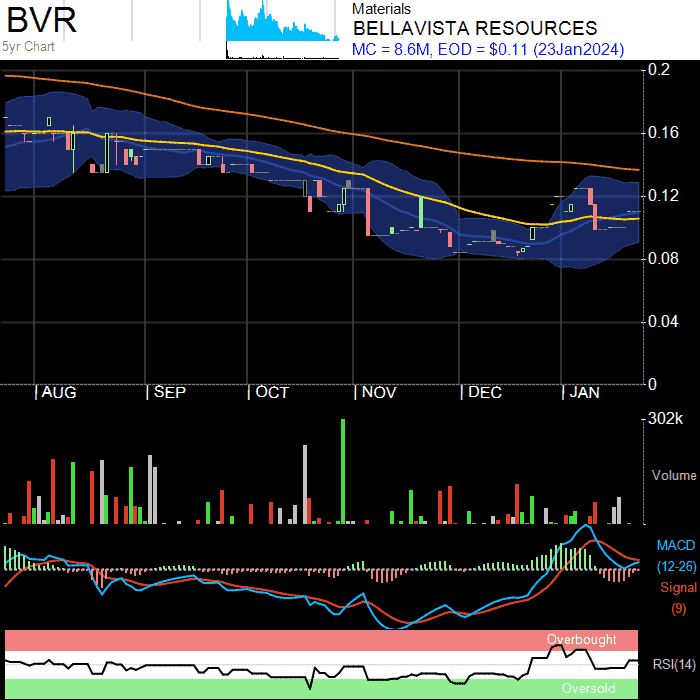 BVR
5yr Chart
Materials
BELLAVISTA RESOURCES
MC = 8.6M, EOD = $0.11 (23Jan2024)
0.2
0.16
0.12
0.08
0.04
0
| AUG | SEP | OCT | NOV | DEC | JAN
302k
Volume
MACD
(12-26)
Signal
(9)
Overbought
RSI(14)
Oversold